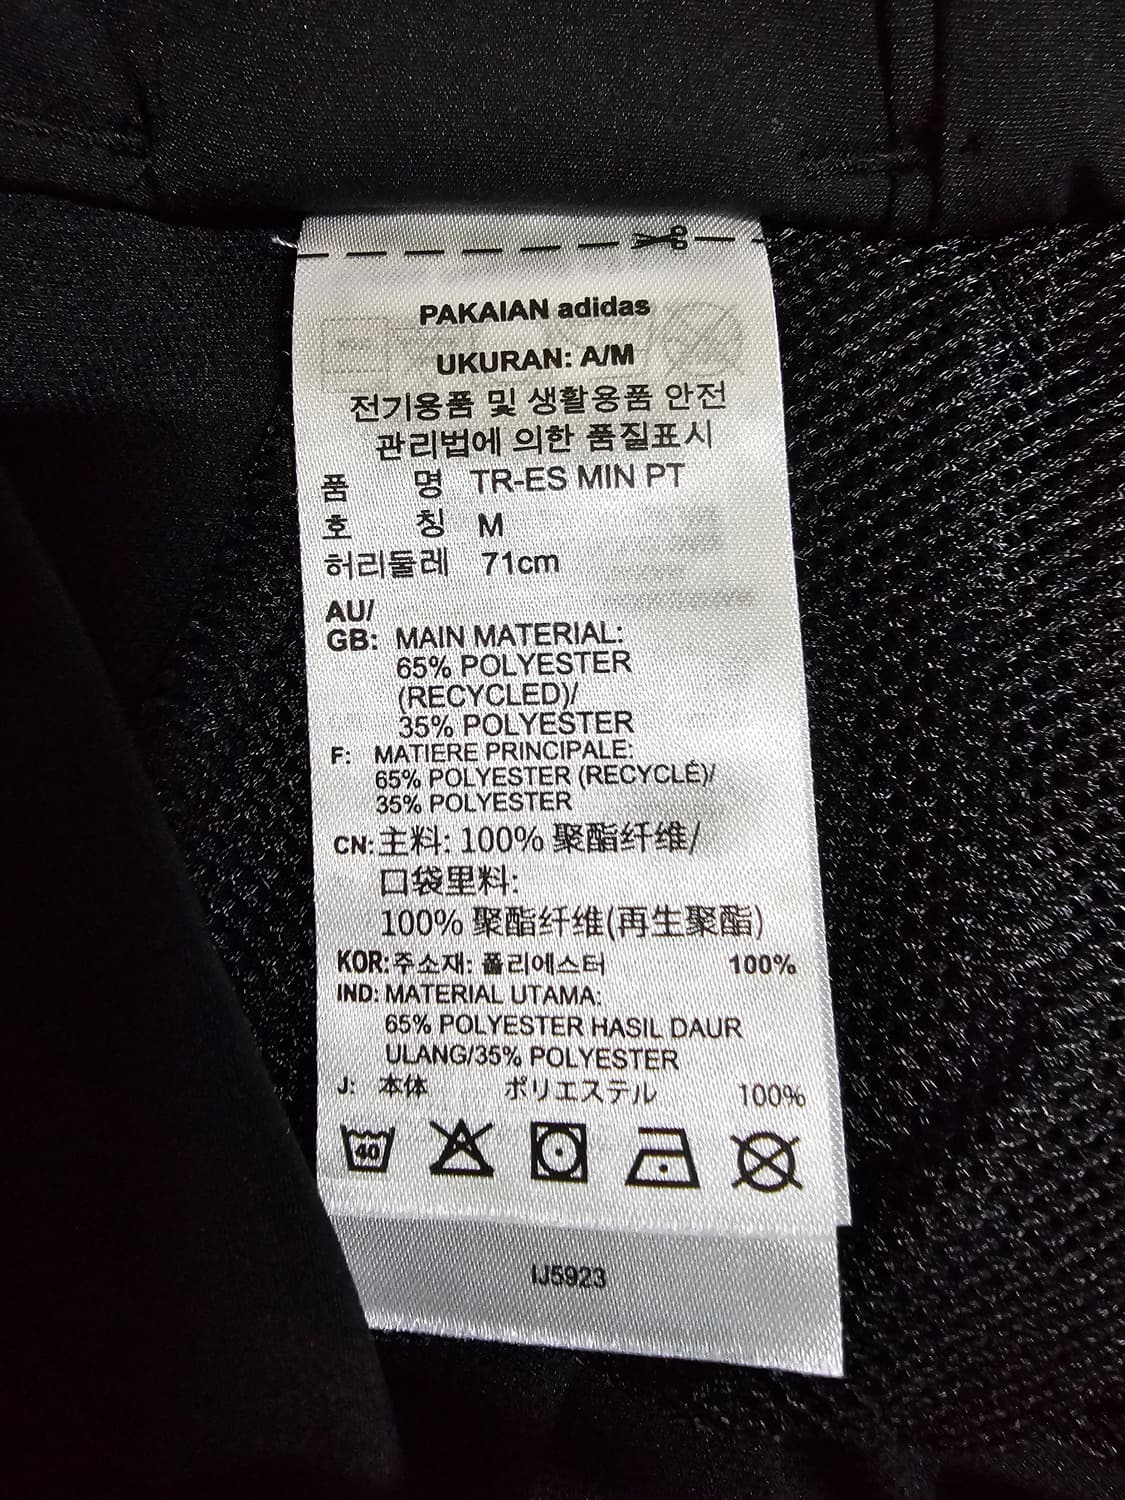 PAKAIAN adidas
UKURAN: A/M
전기용품 및 생활용품 안전
관리법에 의한 품질표시
품 명 TR-ES MIN PT
호 칭 M
허리둘레 71cm
AU/
GB: MAIN MATERIAL:
65% POLYESTER
(RECYCLED)/
35% POLYESTER
F: MATIERE PRINCIPALE:
65% POLYESTER (RECYCLÉ)/
35% POLYESTER
CN: 主料: 100% 聚酯纤维/
口袋里料:
100% 聚酯纤维(再生聚酯)
KOR: 주소재: 폴리에스터 100%
IND: MATERIAL UTAMA:
65% POLYESTER HASIL DAUR
ULANG/35% POLYESTER
J: 本体 ポリエステル 100%
40
IJ5923